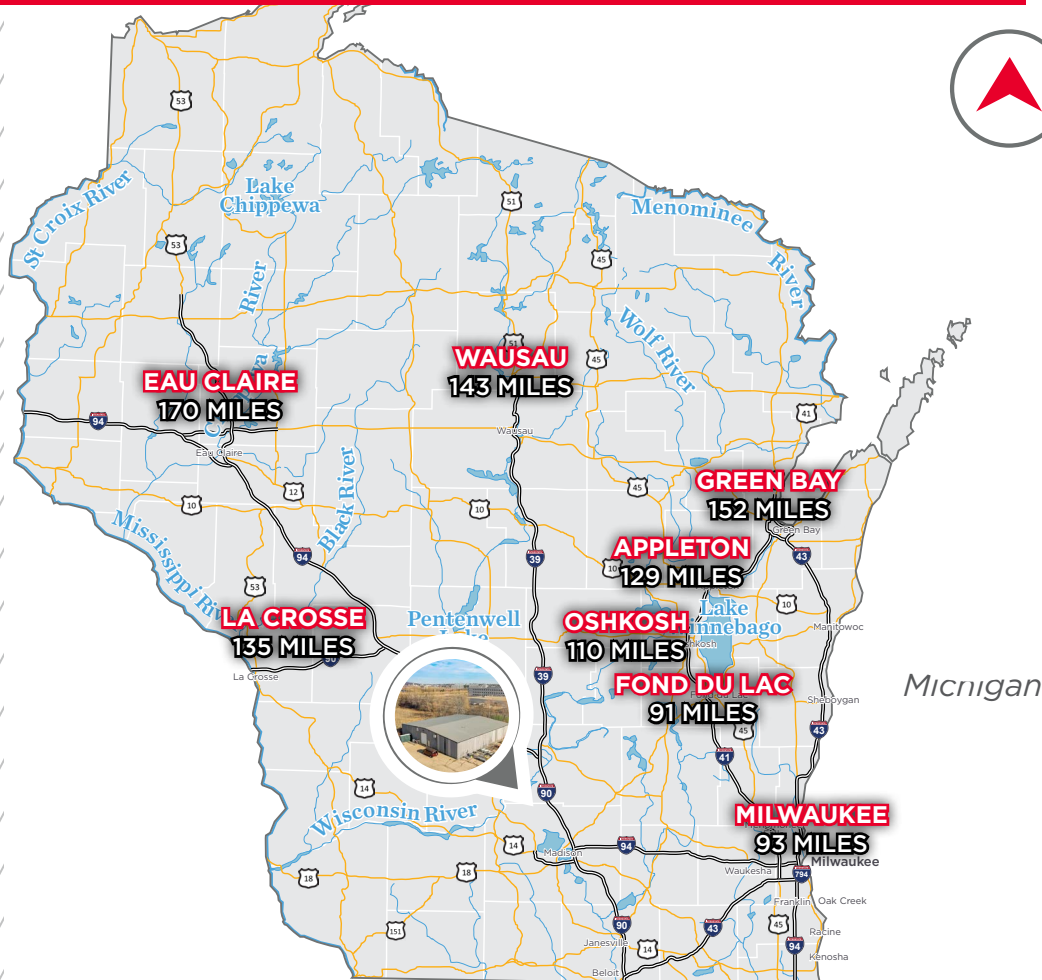 53
St Croix River
Lake
Chippewa
51
Menominee
River
53
45
River
Wolf River
51
WAUSAU
143 MILES
45
EAU CLAIRE
170 MILES
94
41
Wausau
Eau Claire
GREEN BAY
152 MILES
Green Bay
45
12
10
10
Black River
Mississippi
94
39
43
APPLETON
129 MILES
10
53
10
Lake
Pentenwell
LA CROSSE
135 MILES
90
La Crosse
OSHKOSH
110 MILES
Manitowoc
39
FOND DU LAC
91 MILES
Michigan
Sheboygan
45
43
41
14
90
Wisconsin River
MILWAUKEE
93 MILES
14
Madison
94
Milwaukee
Waukesha
794
18
18
Franklin
Oak Creek
151
90
43
45
Racine
Janesville
14
94
Kenosha
Beloit